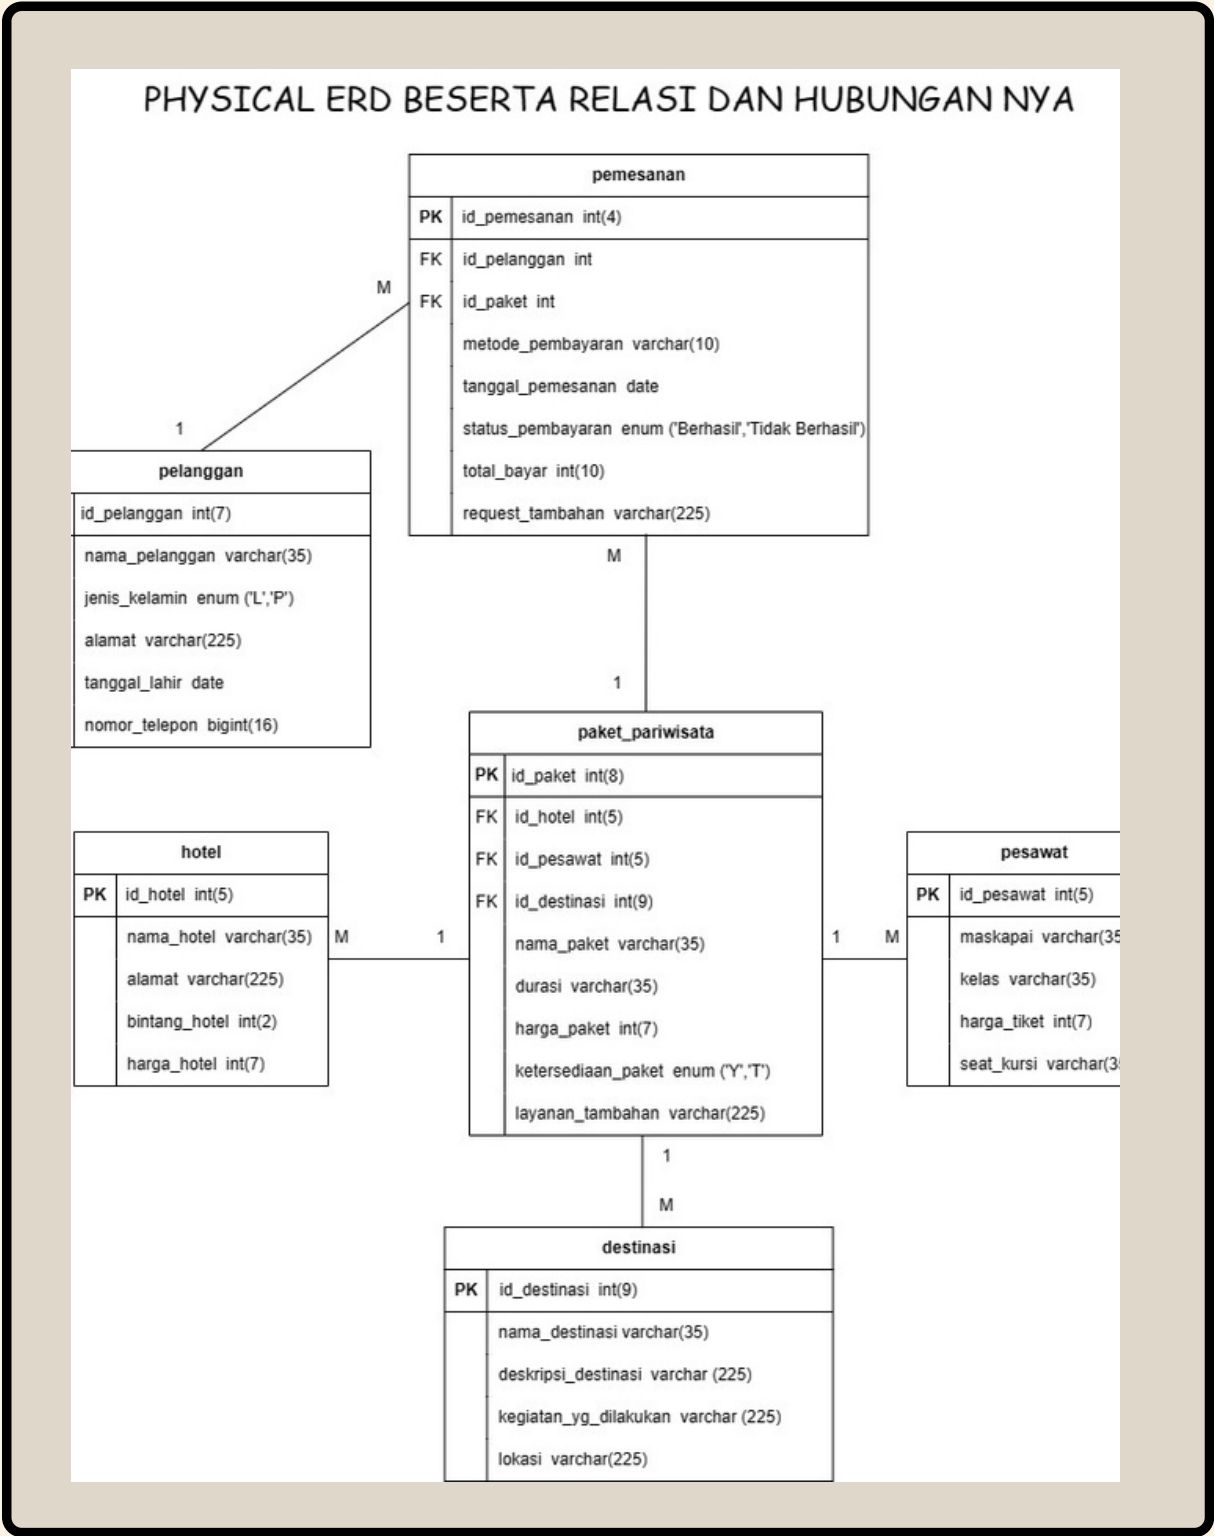 PHYSICAL ERD BESERTA RELASI DAN HUBUNGAN NYA
pemesanan
PK id_pemesanan int(4)
FK id_pelanggan int
FK id_paket int
metode_pembayaran varchar(10)
tanggal_pemesanan date
status_pembayaran enum ('Berhasil','Tidak Berhasil')
total_bayar int(10)
request_tambahan varchar(225)
M
1
pelanggan
id_pelanggan int(7)
nama_pelanggan varchar(35)
jenis_kelamin enum ('L','P')
alamat varchar(225)
tanggal_lahir date
nomor_telepon bigint(16)
M
1
paket_pariwisata
PK id_paket int(8)
FK id_hotel int(5)
FK id_pesawat int(5)
FK id_destinasi int(9)
nama_paket varchar(35)
durasi varchar(35)
harga_paket int(7)
ketersediaan_paket enum ('Y','T')
layanan_tambahan varchar(225)
hotel
PK id_hotel int(5)
nama_hotel varchar(35)
alamat varchar(225)
bintang_hotel int(2)
harga_hotel int(7)
M 1
1 M
pesawat
PK id_pesawat int(5)
maskapai varchar(35
kelas varchar(35)
harga_tiket int(7)
seat_kursi varchar(3
1
M
destinasi
PK id_destinasi int(9)
nama_destinasi varchar(35)
deskripsi_destinasi varchar (225)
kegiatan_yg_dilakukan varchar (225)
lokasi varchar(225)